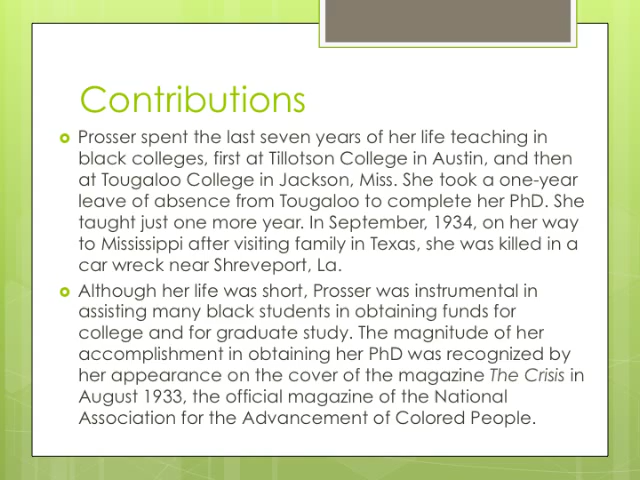 Contributions
Prosser spent the last seven years of her life teaching in
black colleges, first at Tillotson College in Austin, and then
at Tougaloo College in Jackson, Miss. She took a one-year
leave of absence from Tougaloo to complete her PhD. She
taught just one more year. In September, 1934, on her way
to Mississippi after visiting family in Texas, she was killed in a
car wreck near Shreveport, La.
Although her life was short, Prosser was instrumental in
assisting many black students in obtaining funds for
college and for graduate study. The magnitude of her
accomplishment in obtaining her PhD was recognized by
her appearance on the cover of the magazine The Crisis in
August 1933, the official magazine of the National
Association for the Advancement of Colored People.